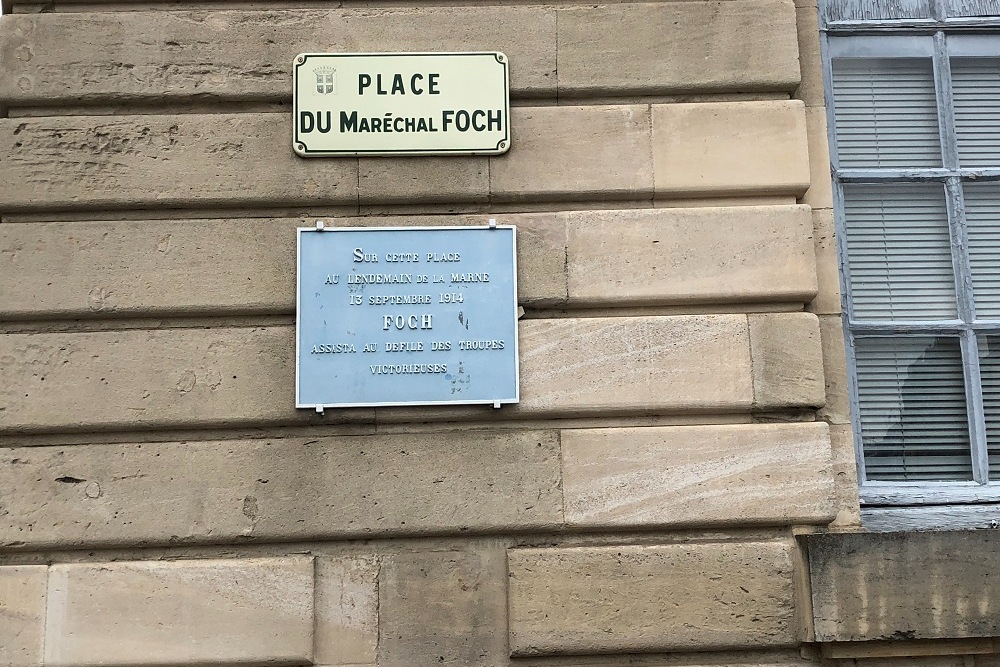 PLACE
DU MARÉCHAL FOCH
SUR CETTE PLACE
AU LENDEMAIN DE LA MARNE
13 SEPTEMBRE 1914
FOCH
ASSISTA AU DEFILE DES TROUPES
VICTORIEUSES